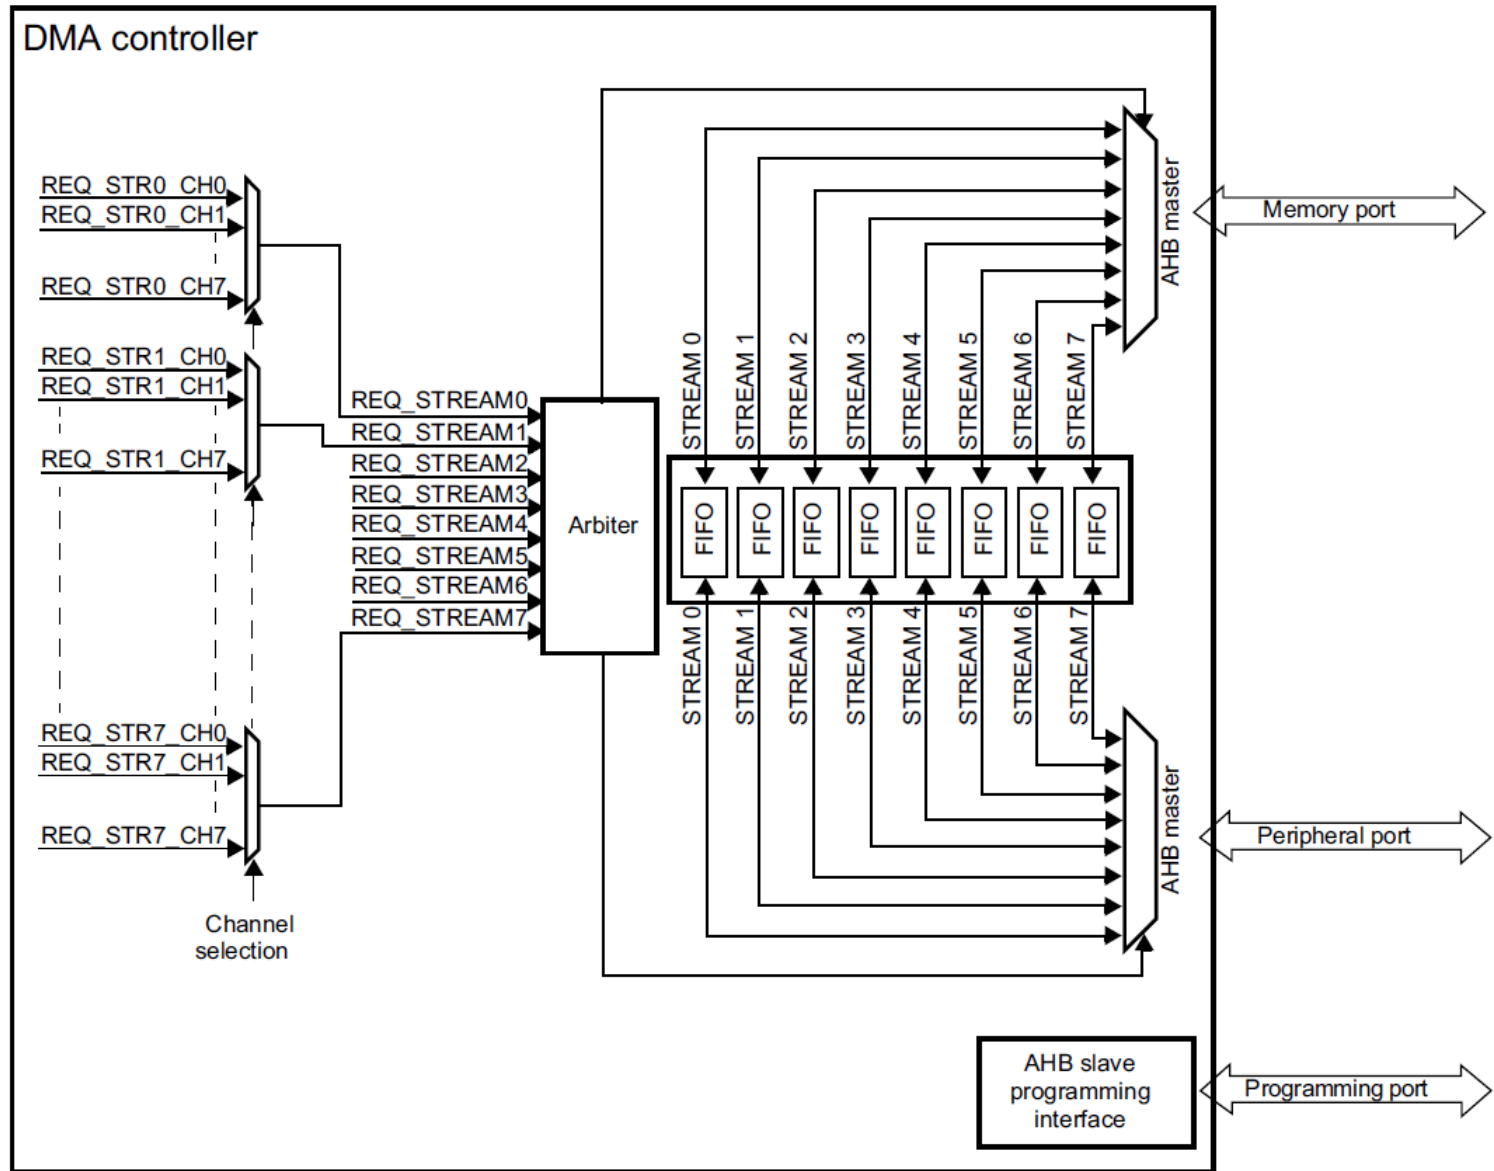 DMA controller
REQ_STR0_CH0
REQ_STR0_CH1
REQ_STR0_CH7
REQ_STR1_CH0
REQ_STR1_CH1
REQ_STR1_CH7
REQ_STR7_CH0
REQ_STR7_CH1
REQ_STR7_CH7
Channel
selection
REQ_STREAM0
REQ_STREAM1
REQ_STREAM2
REQ_STREAM3
REQ_STREAM4
REQ_STREAM5
REQ_STREAM6
REQ_STREAM7
Arbiter
STREAM 0
STREAM 1
STREAM 2
STREAM 3
STREAM 4
STREAM 5
STREAM 6
STREAM 7
FIFO
FIFO
FIFO
FIFO
FIFO
FIFO
FIFO
FIFO
STREAM 0
STREAM 1
STREAM 2
STREAM 3
STREAM 4
STREAM 5
STREAM 6
STREAM 7
AHB master
Memory port
AHB master
Peripheral port
AHB slave
programming
interface
Programming port